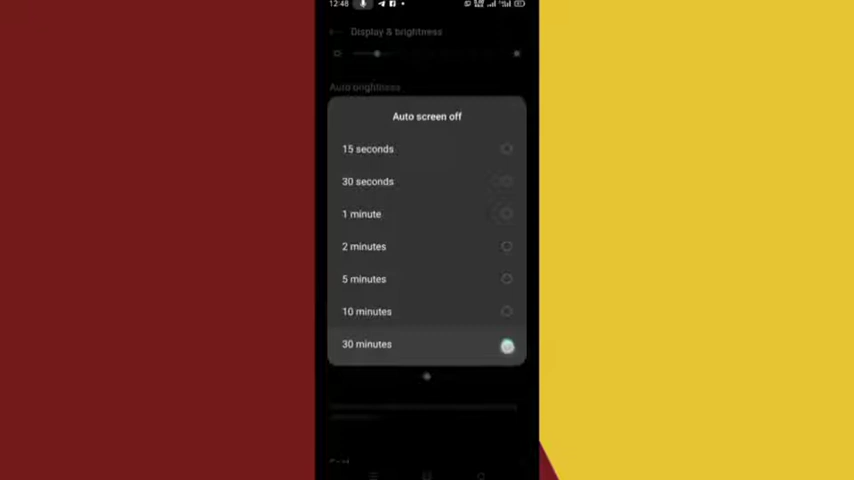 12:48
Display & brightness
Auto brightness
Auto screen off
15 seconds
30 seconds
1 minute
2 minutes
5 minutes
10 minutes
30 minutes